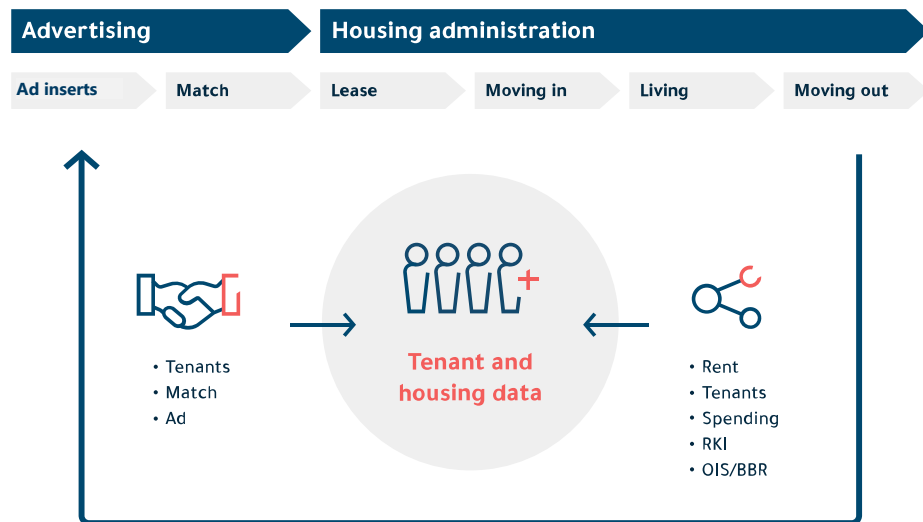 Advertising
Housing administration
Ad inserts
Match
Lease
Moving in
Living
Moving out
Tenant and
housing data
• Tenants
• Match
• Ad
• Rent
• Tenants
• Spending
• RKI
• OIS/BBR